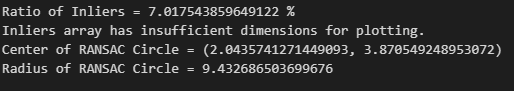 Ratio of Inliers = 7.017543859649122 %
Inliers array has insufficient dimensions for plotting.
Center of RANSAC Circle = (2.0435741271449093, 3.870549248953072)
Radius of RANSAC Circle = 9.432686503699676